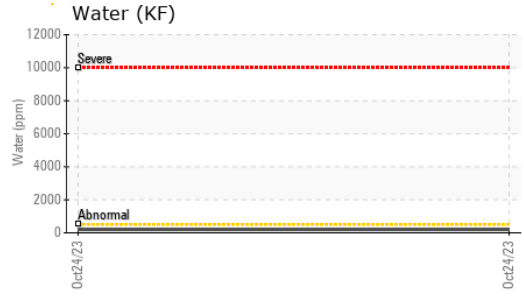 Water (KF)
12000
Severe
10000
8000
6000
4000
2000
Abnormal
0
Water (ppm)
Oct24/23
Oct24/23